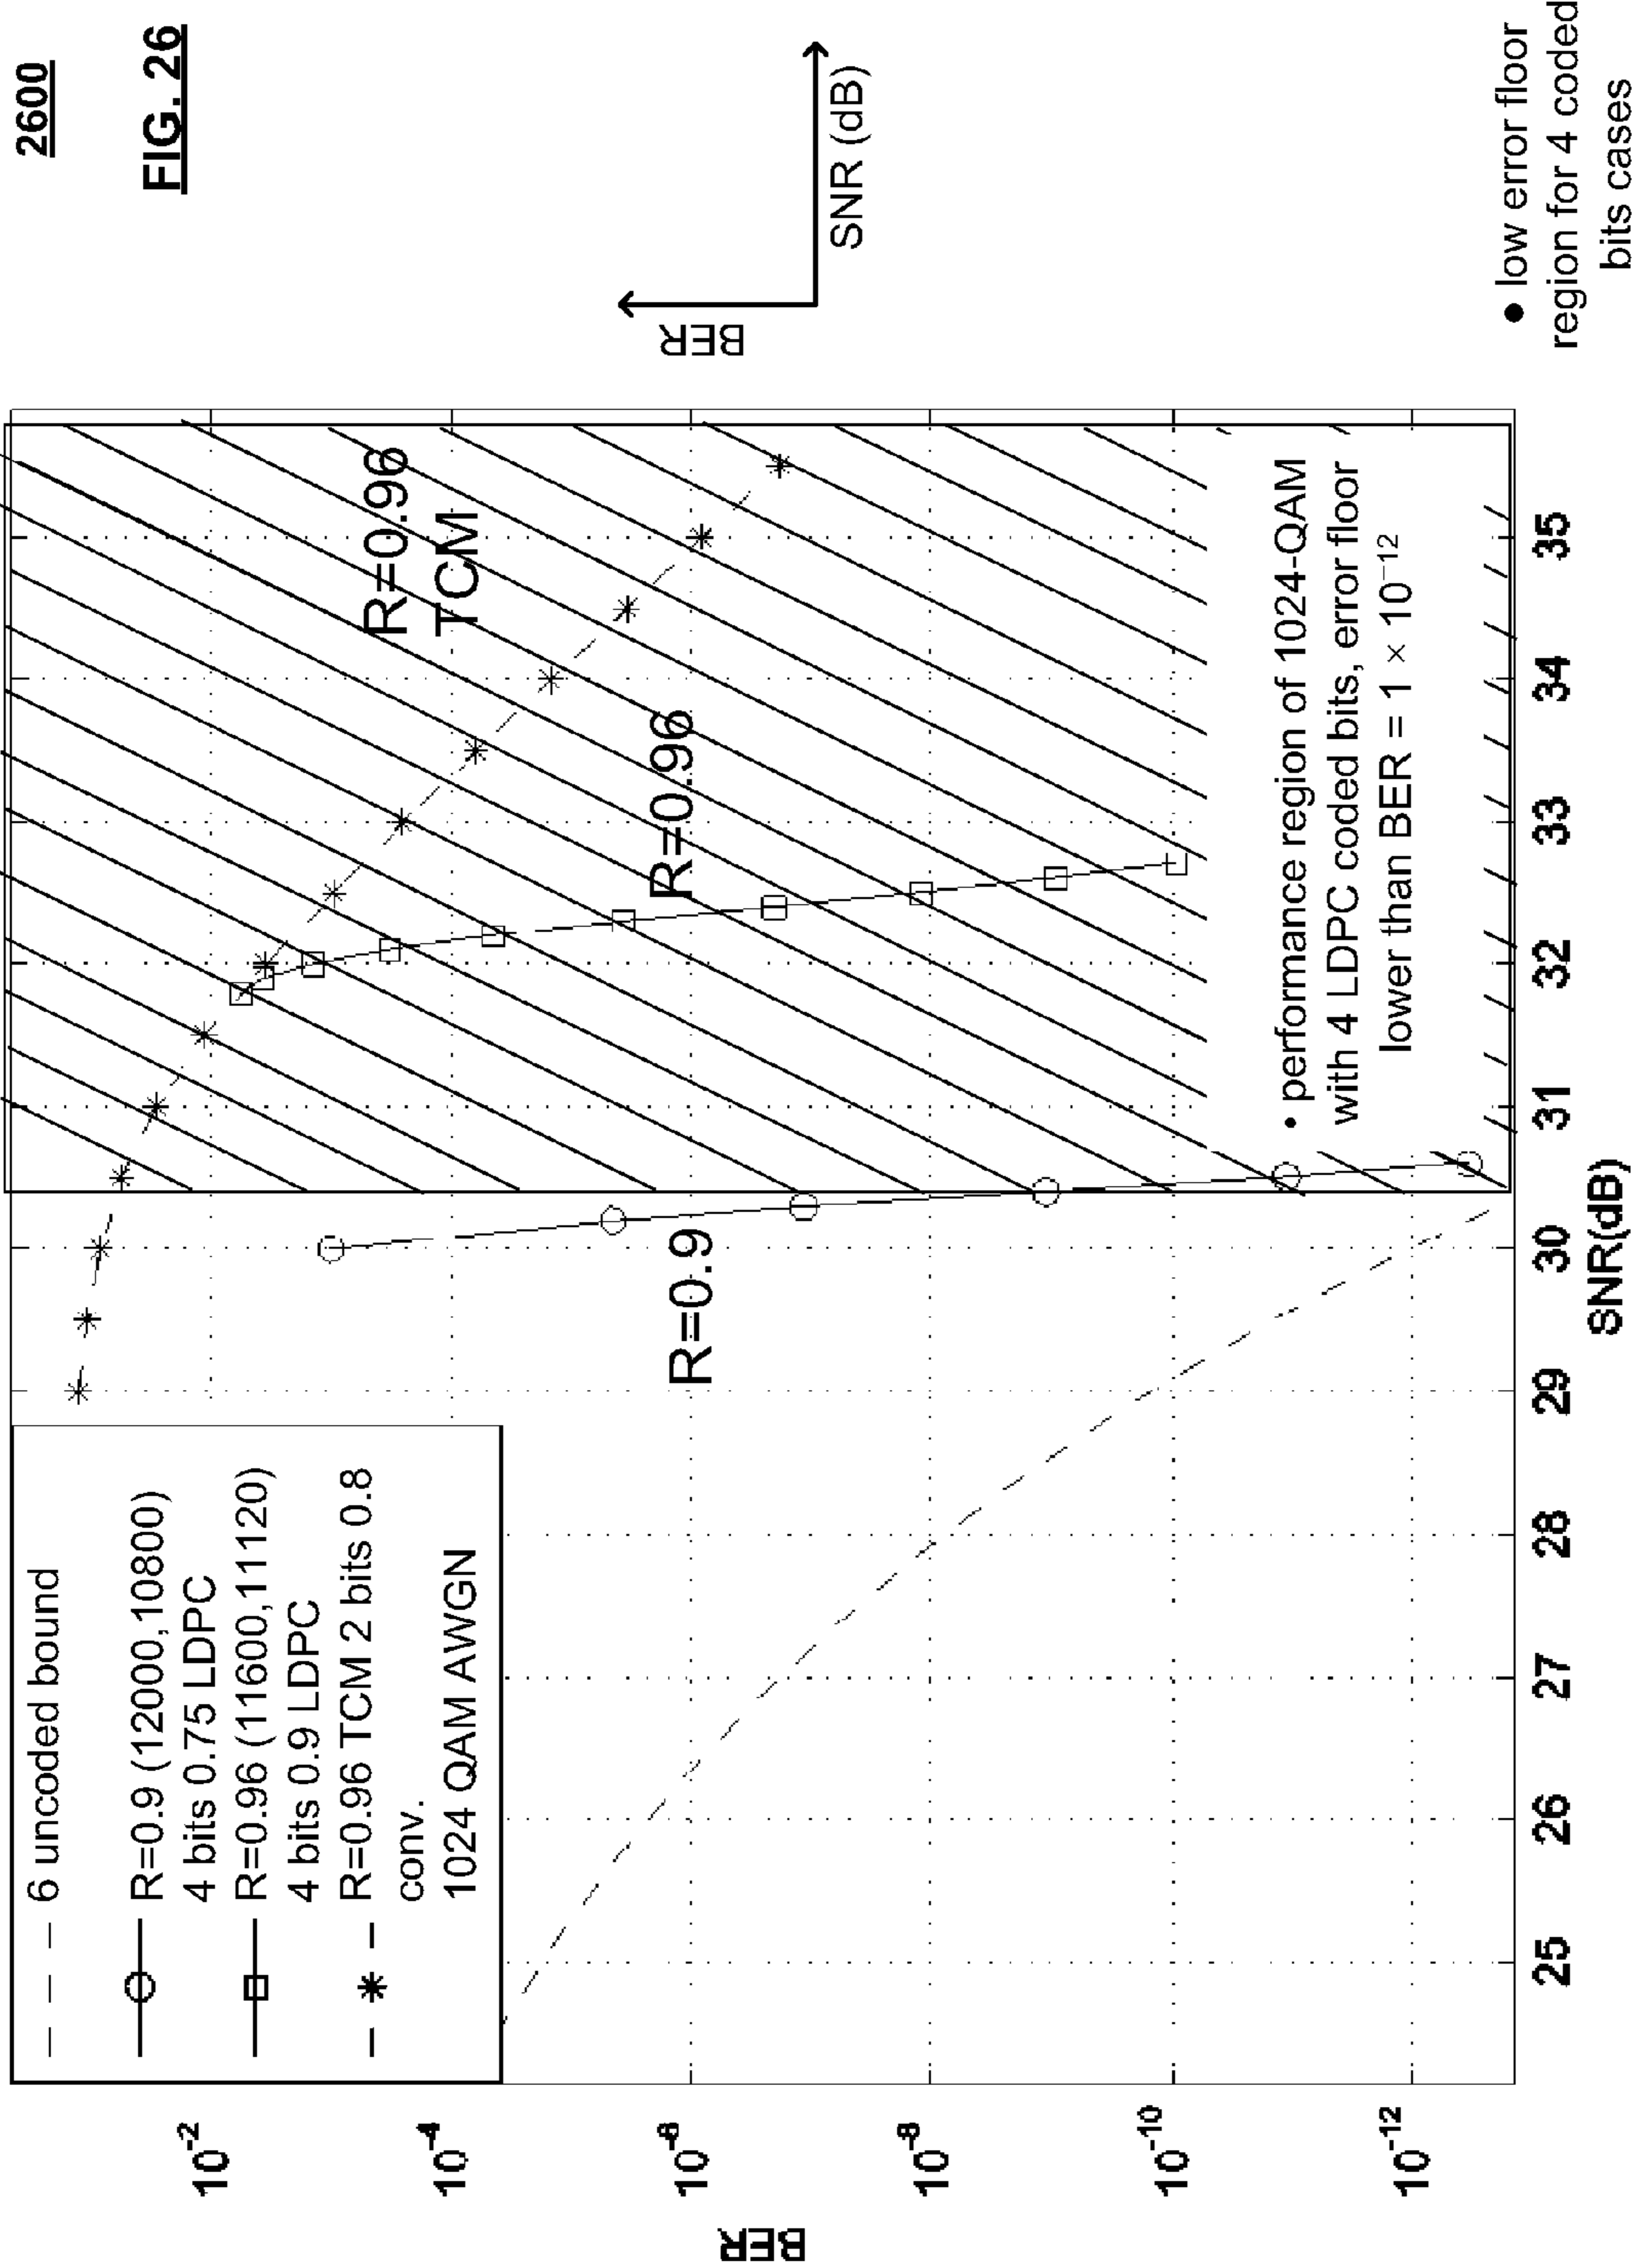 2600
FIG. 26
6 uncoded bound
R=0.9 (12000,10800)
4 bits 0.75 LDPC
R=0.96 (11600,11120)
4 bits 0.9 LDPC
R=0.96 TCM 2 bits 0.8
conv.
1024 QAM AWGN
R=0.96
TCM
R=0.96
R=0.9
• performance region of 1024-QAM
with 4 LDPC coded bits, error floor
lower than BER = 1 × 10⁻¹²
BER
10⁻²
10⁻⁴
10⁻⁶
10⁻⁸
10⁻¹⁰
10⁻¹²
25 26 27 28 29 30 31 32 33 34 35
SNR(dB)
BER
SNR (dB)
• low error floor
region for 4 coded
bits cases